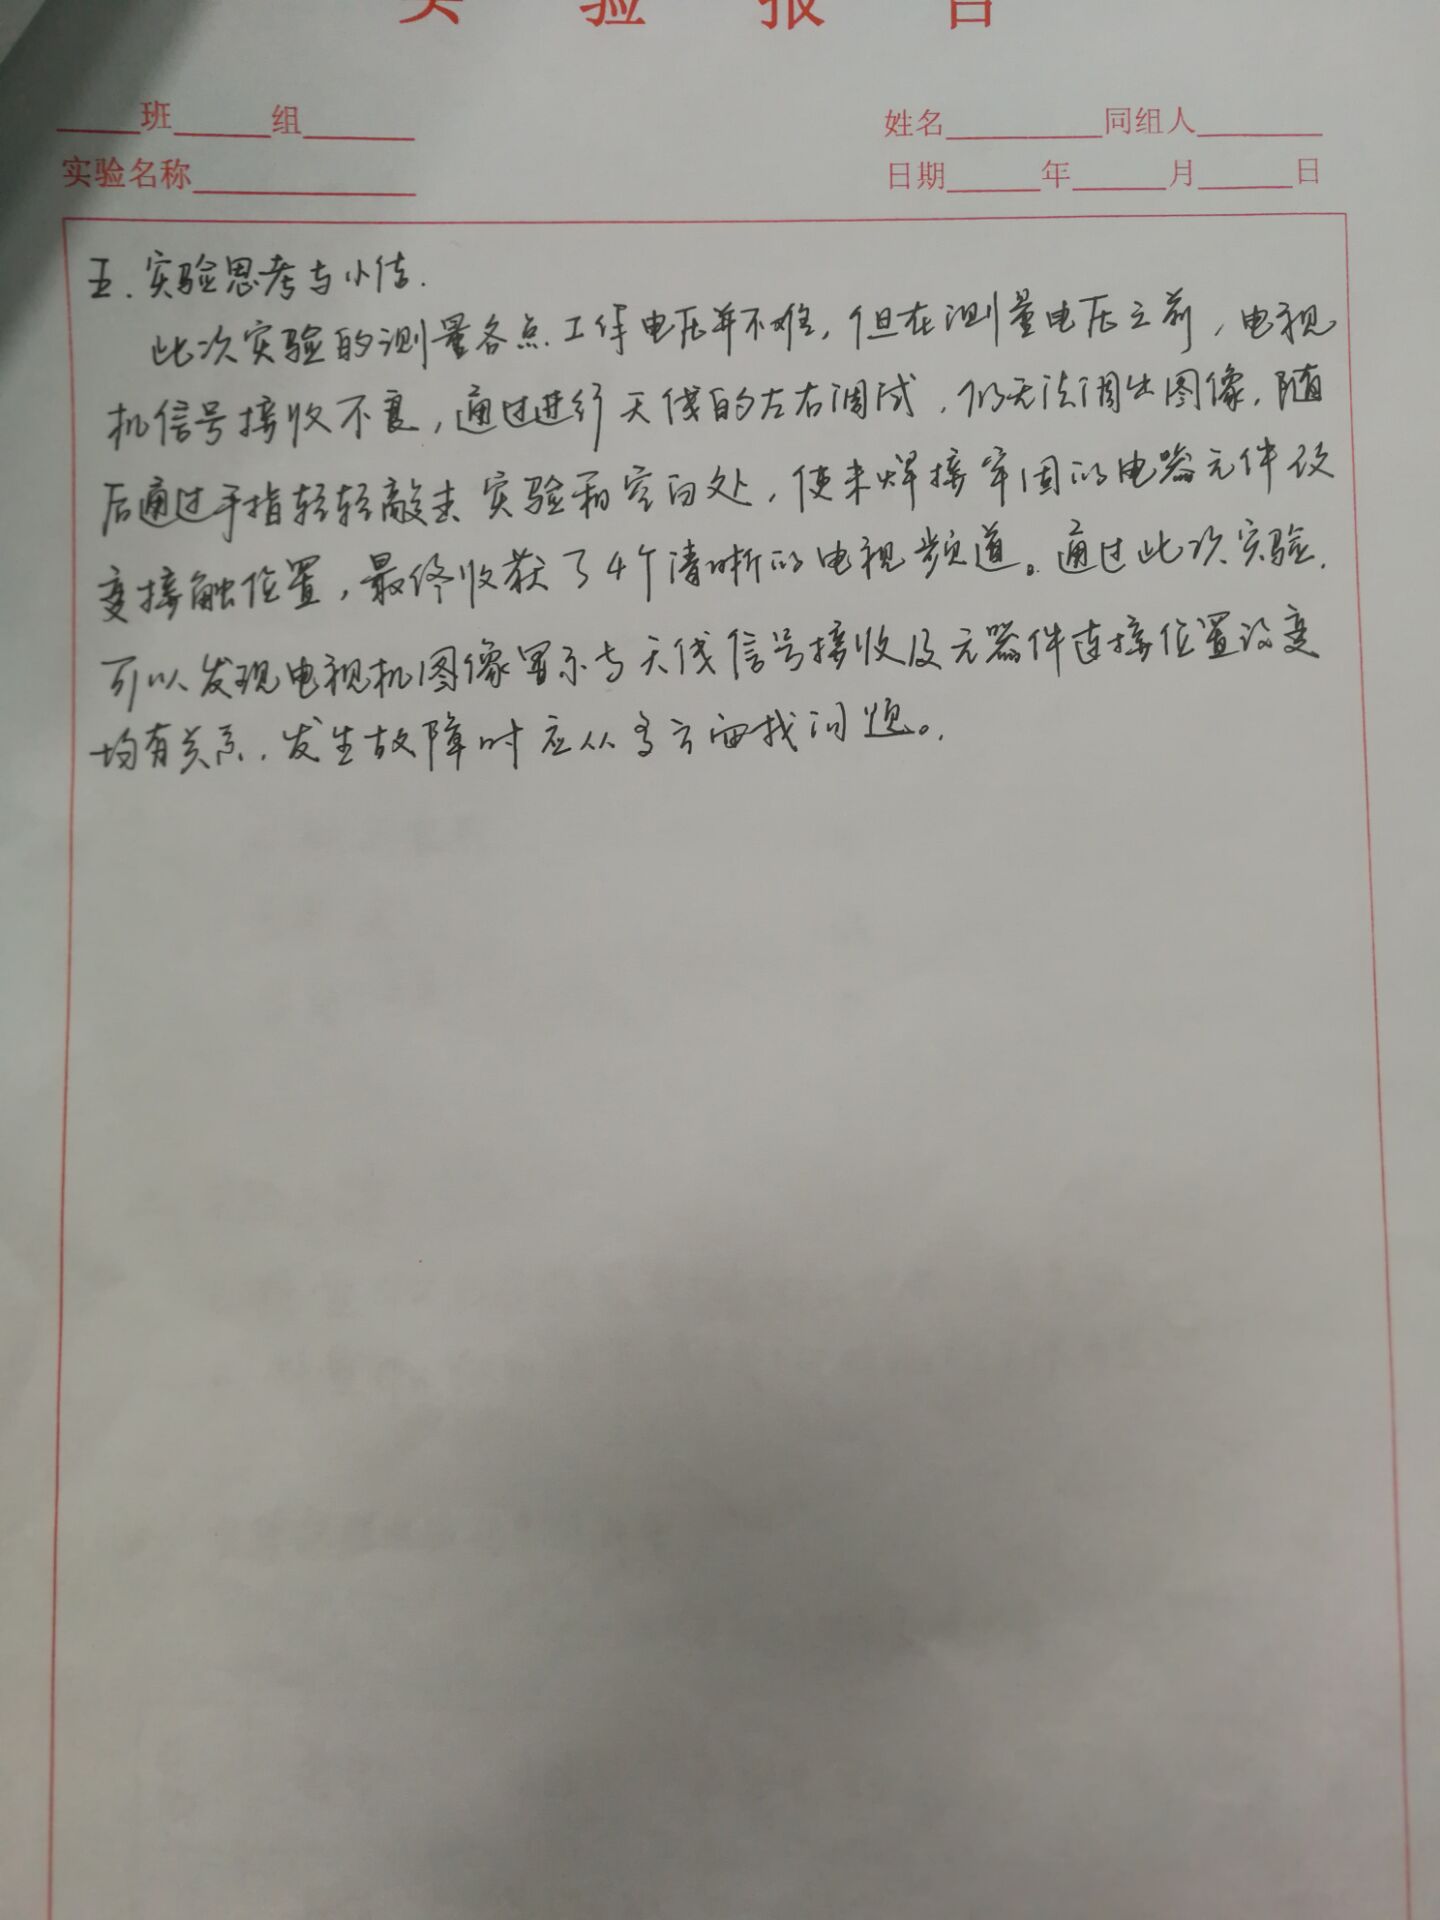 实验报告
班 组
姓名 同组人
实验名称
日期 年 月 日
五.实验思考与小结.
此次实验的测量各点工作电压并不难,但在测量电压之前,电视
机信号接收不良,通过进行天线的左右调试,仍无法调出图像,随
后通过手指轻轻敲击实验箱空白处,使未焊接牢固的电器元件改
变接触位置,最终收获了4个清晰的电视频道。通过此次实验,
可以发现电视机图像显示与天线信号接收及元器件连接位置改变
均有关系,发生故障时应从多方面找问题。